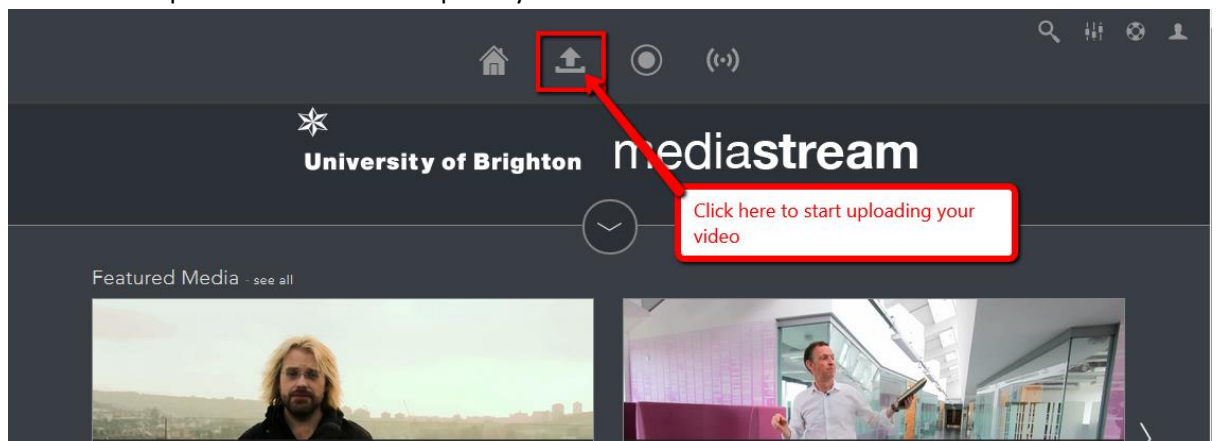 University of Brighton mediastream
Click here to start uploading your
video
Featured Media - see all